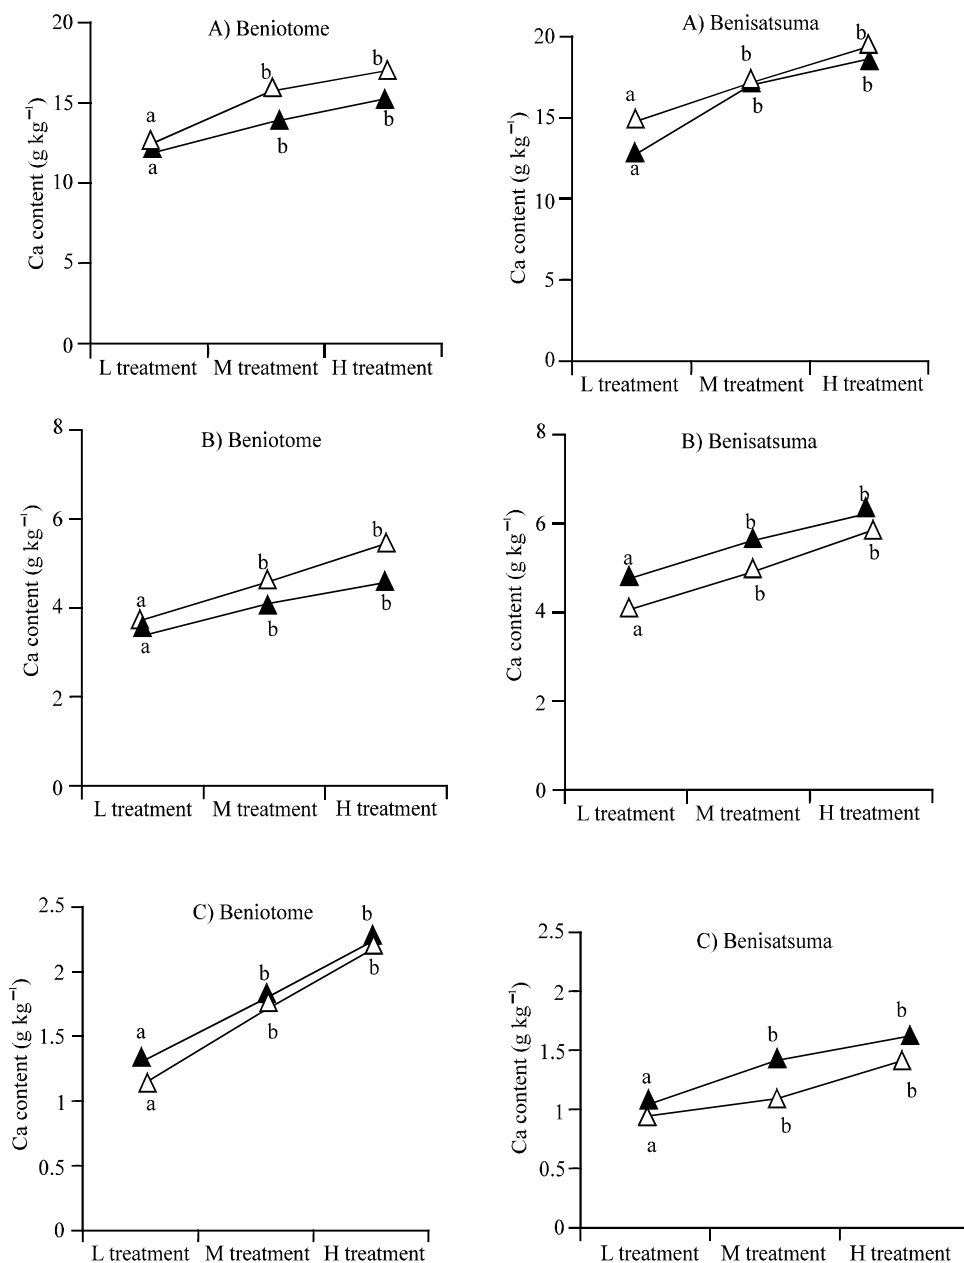 A) Beniotome
20
15
10
5
0
Ca content (g kg⁻¹)
a
b
b
a
b
b
L treatment M treatment H treatment
A) Benisatsuma
20
15
10
5
0
Ca content (g kg⁻¹)
a
b
b
a
b
b
L treatment M treatment H treatment
B) Beniotome
8
6
4
2
0
Ca content (g kg⁻¹)
a
b
b
a
b
b
L treatment M treatment H treatment
B) Benisatsuma
8
6
4
2
0
Ca content (g kg⁻¹)
a
b
b
a
b
b
L treatment M treatment H treatment
C) Beniotome
2.5
2
1.5
1
0.5
0
Ca content (g kg⁻¹)
a
b
b
a
b
b
L treatment M treatment H treatment
C) Benisatsuma
2.5
2
1.5
1
0.5
0
Ca content (g kg⁻¹)
a
b
b
a
b
b
L treatment M treatment H treatment